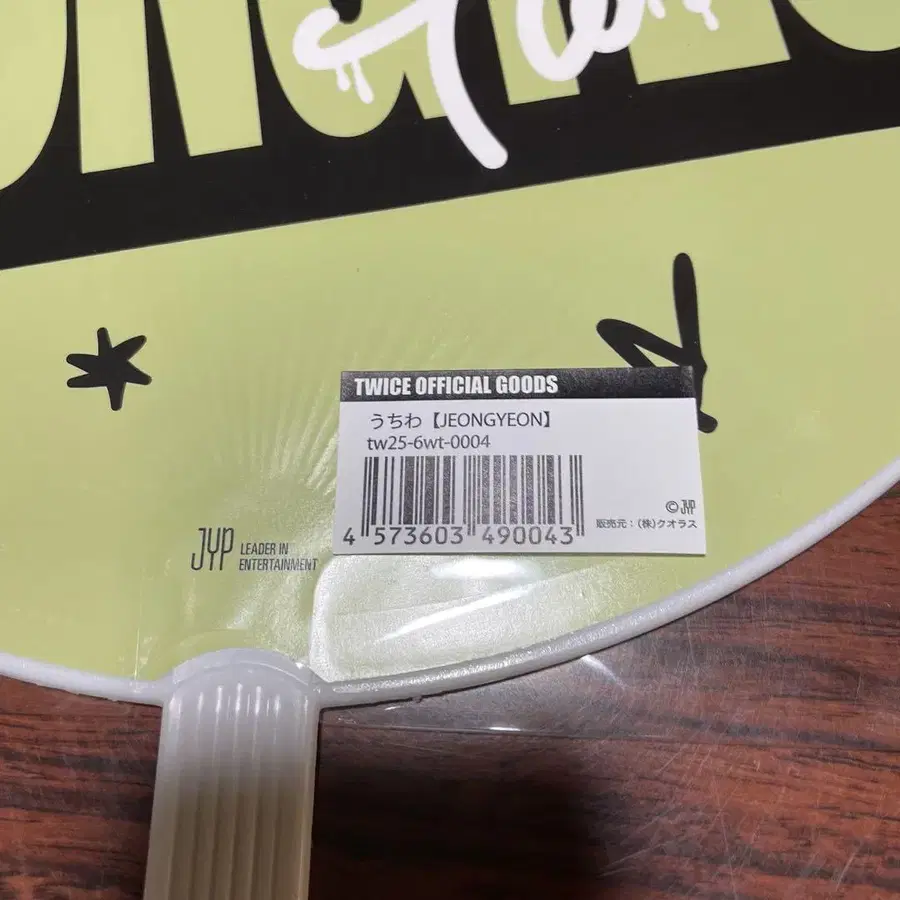 TWICE OFFICIAL GOODS
うちわ【JEONGYEON】
tw25-6wt-0004
4 573603 490043
©JYP
販売元：(株)クオラス
JYP LEADER IN
ENTERTAINMENT